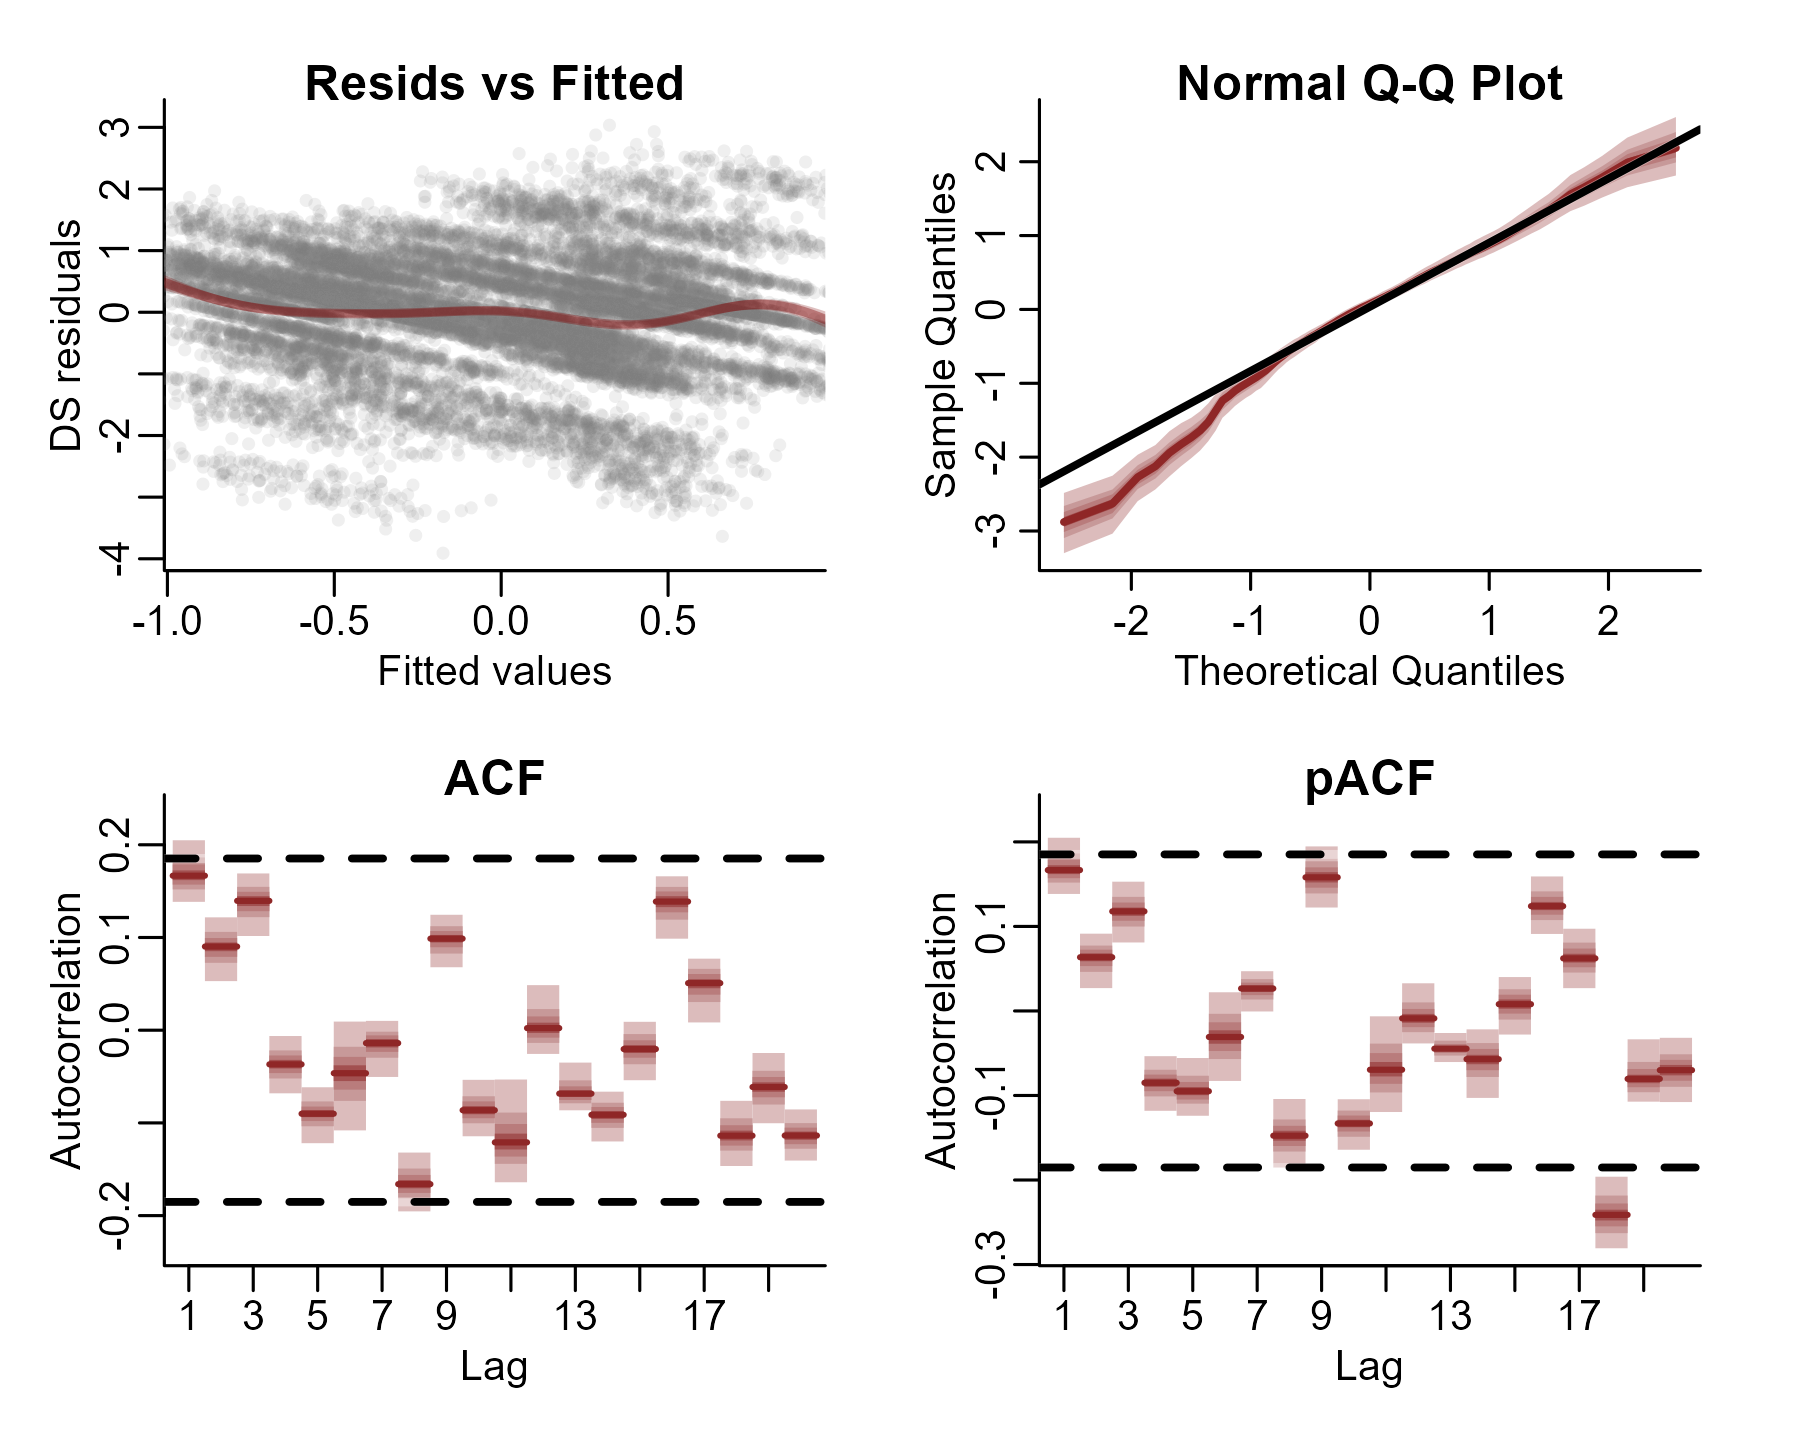 Resids vs Fitted
DS residuals
3
2
1
0
-2
-4
-1.0 -0.5 0.0 0.5
Fitted values
Normal Q-Q Plot
Sample Quantiles
2
1
0
-1
-2
-3
-2 -1 0 1 2
Theoretical Quantiles
ACF
Autocorrelation
0.2
0.1
0.0
-0.2
1 3 5 7 9 13 17
Lag
pACF
Autocorrelation
0.1
-0.1
-0.3
1 3 5 7 9 13 17
Lag